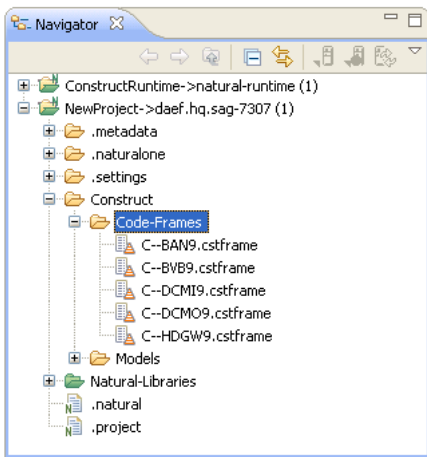 Navigator
ConstructRuntime->natural-runtime (1)
NewProject->daef.hq.sag-7307 (1)
.metadata
.naturalone
.settings
Construct
Code-Frames
C--BAN9.cstframe
C--BVB9.cstframe
C--DCMI9.cstframe
C--DCMO9.cstframe
C--HDGW9.cstframe
Models
Natural-Libraries
.natural
.project